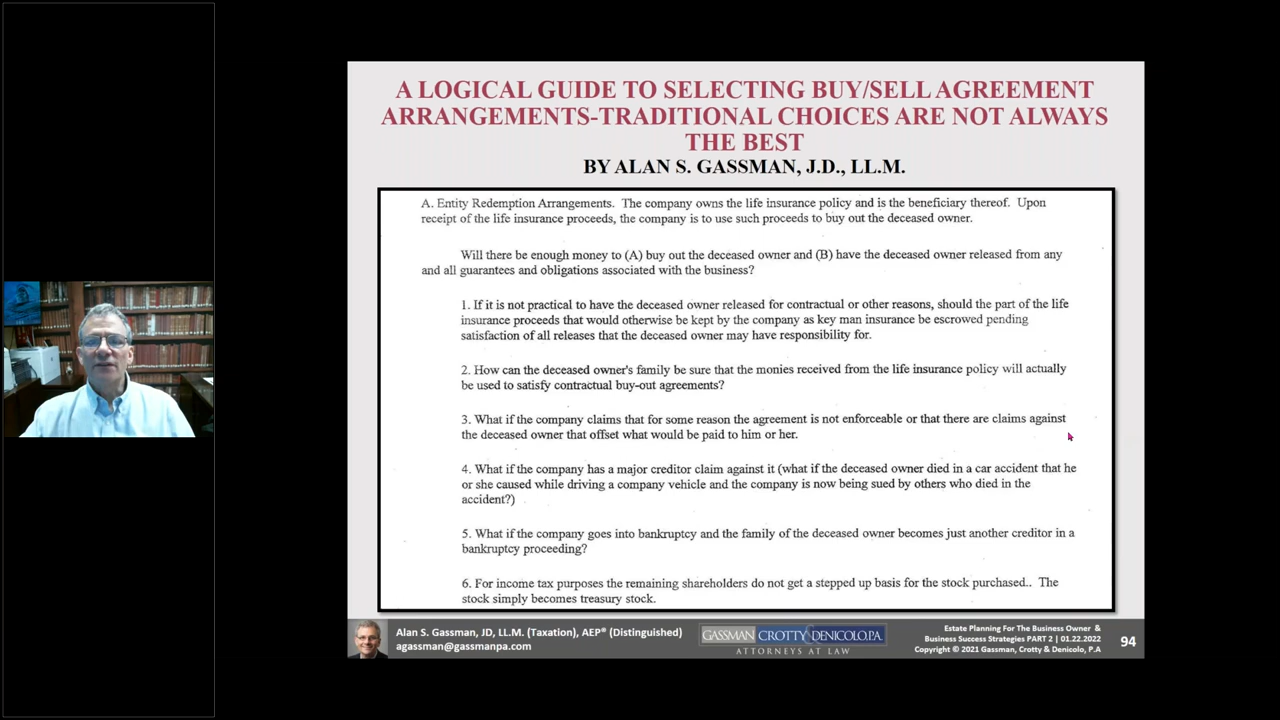 A LOGICAL GUIDE TO SELECTING BUY/SELL AGREEMENT
ARRANGEMENTS-TRADITIONAL CHOICES ARE NOT ALWAYS
THE BEST
BY ALAN S. GASSMAN, J.D., LL.M.
A. Entity Redemption Arrangements. The company owns the life insurance policy and is the beneficiary thereof. Upon
receipt of the life insurance proceeds, the company is to use such proceeds to buy out the deceased owner.
Will there be enough money to (A) buy out the deceased owner and (B) have the deceased owner released from any
and all guarantees and obligations associated with the business?
1. If it is not practical to have the deceased owner released for contractual or other reasons, should the part of the life
insurance proceeds that would otherwise be kept by the company as key man insurance be escrowed pending
satisfaction of all releases that the deceased owner may have responsibility for.
2. How can the deceased owner's family be sure that the monies received from the life insurance policy will actually
be used to satisfy contractual buy-out agreements?
3. What if the company claims that for some reason the agreement is not enforceable or that there are claims against
the deceased owner that offset what would be paid to him or her.
4. What if the company has a major creditor claim against it (what if the deceased owner died in a car accident that he
or she caused while driving a company vehicle and the company is now being sued by others who died in the
accident?)
5. What if the company goes into bankruptcy and the family of the deceased owner becomes just another creditor in a
bankruptcy proceeding?
6. For income tax purposes the remaining shareholders do not get a stepped up basis for the stock purchased.. The
stock simply becomes treasury stock.
Alan S. Gassman, JD, LL.M. (Taxation), AEP® (Distinguished)
agassman@gassmanpa.com
GASSMAN CROTTY DENICOLO, P.A.
ATTORNEYS AT LAW
Estate Planning For The Business Owner &
Business Success Strategies PART 2 | 01.22.2022
Copyright © 2021 Gassman, Crotty & Denicolo, P.A
94